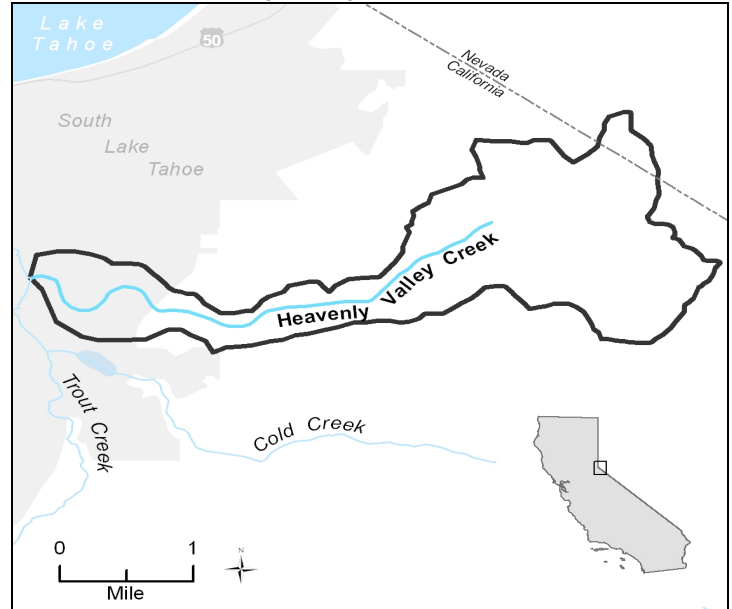 Lake
Tahoe
50
Nevada
California
South
Lake
Tahoe
Heavenly Valley Creek
Trout Creek
Cold Creek
0 1
Mile
N